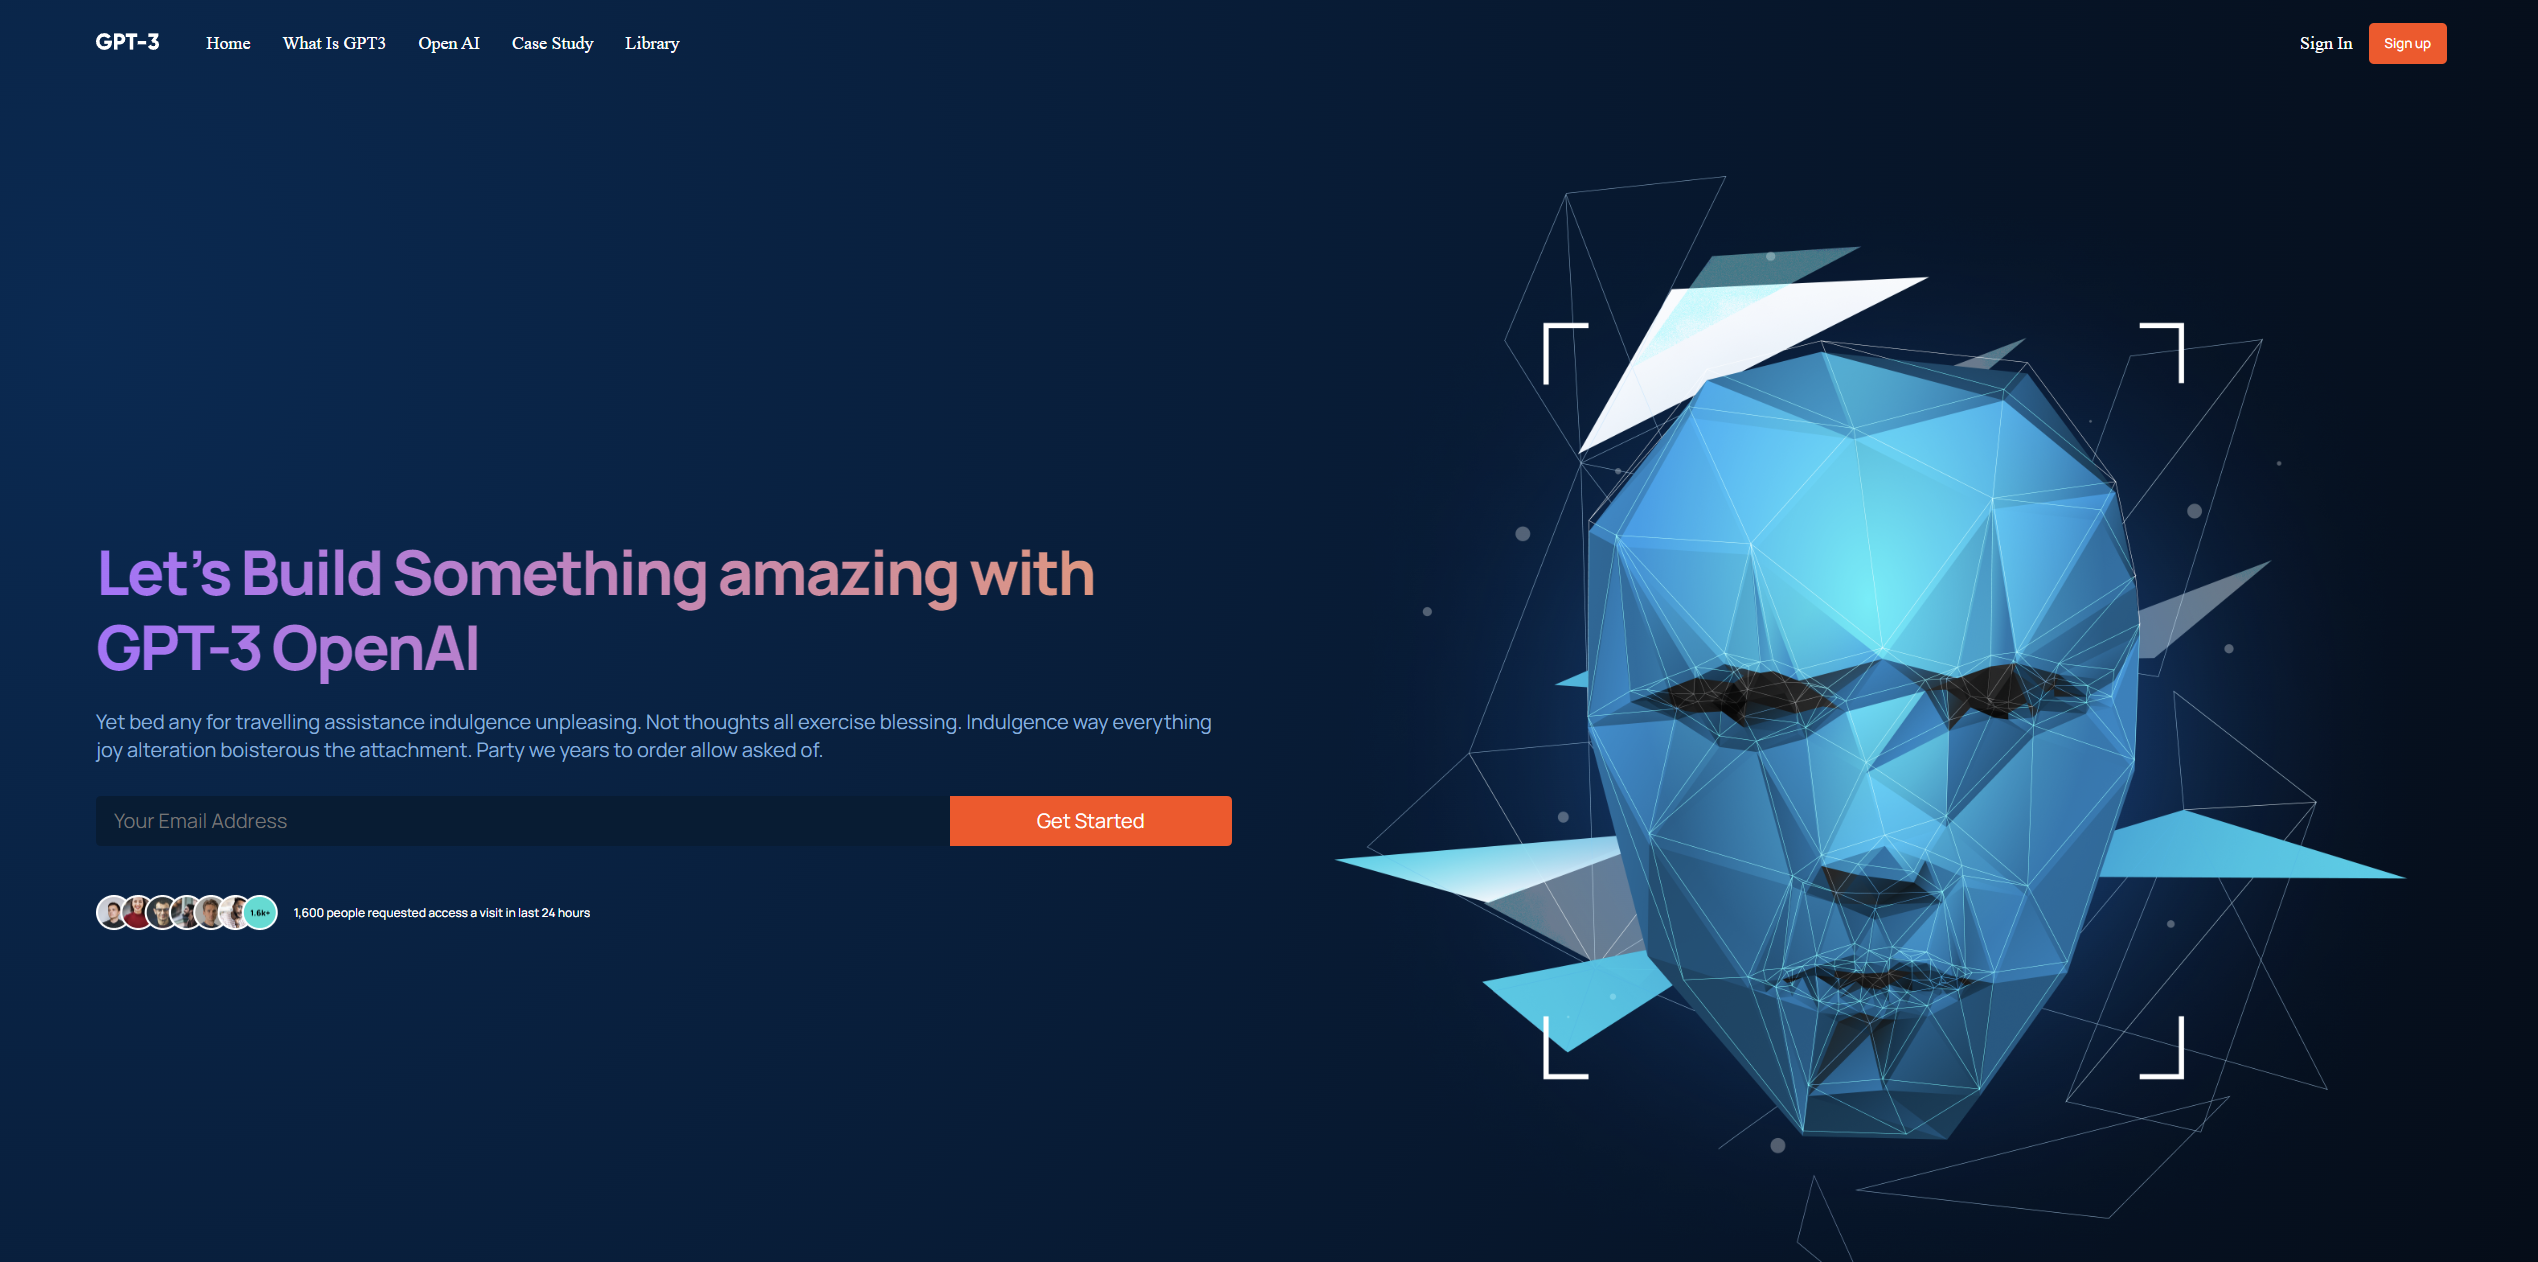 GPT-3
Home
What Is GPT3
Open AI
Case Study
Library
Sign In
Sign up
Let’s Build Something amazing with
GPT-3 OpenAI
Yet bed any for travelling assistance indulgence unpleasing. Not thoughts all exercise blessing. Indulgence way everything
joy alteration boisterous the attachment. Party we years to order allow asked of.
Your Email Address
Get Started
1.6k+
1,600 people requested access a visit in last 24 hours